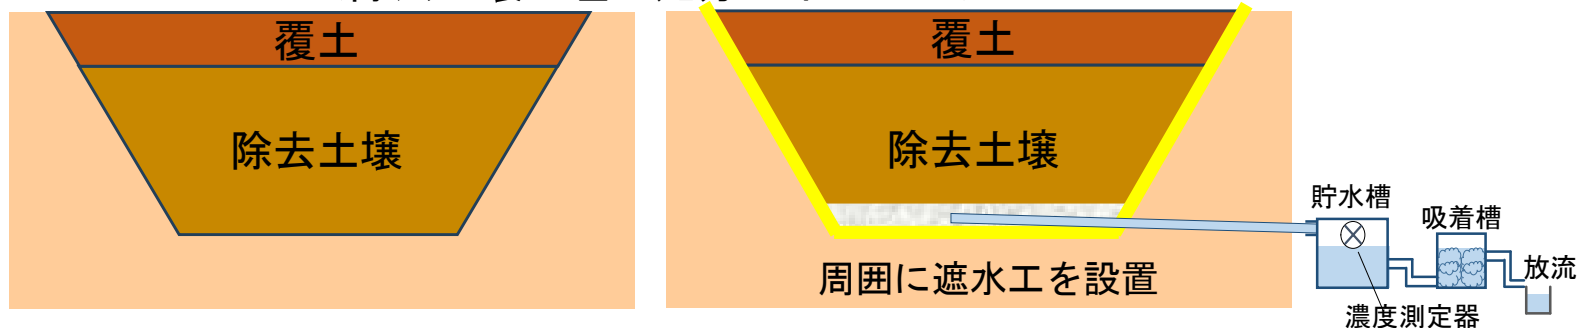 覆土
除去土壌
覆土
除去土壌
周囲に遮水工を設置
貯水槽
吸着槽
放流
濃度測定器